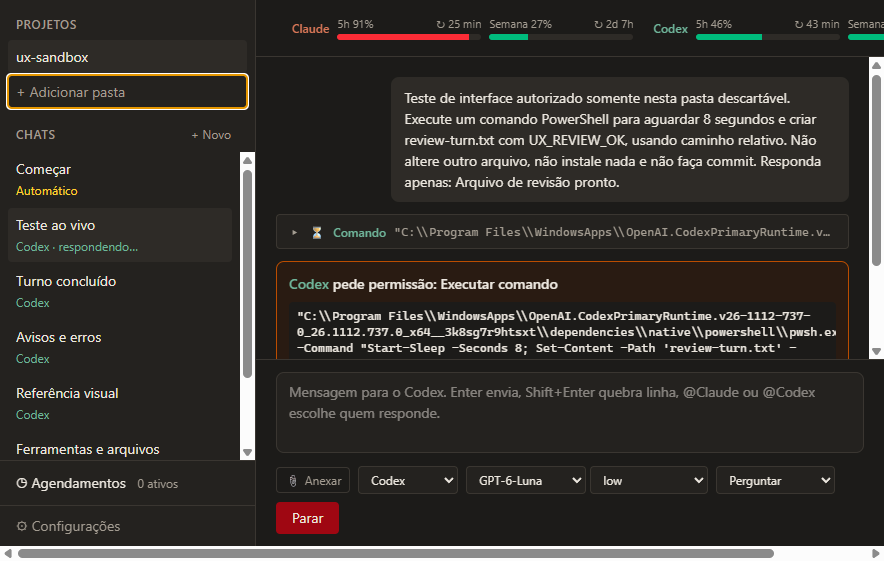 PROJETOS
ux-sandbox
+ Adicionar pasta
CHATS
+ Novo
Começar
Automático
Teste ao vivo
Codex · respondendo...
Turno concluído
Codex
Avisos e erros
Codex
Referência visual
Codex
Ferramentas e arquivos
Agendamentos 0 ativos
Configurações
Claude 5h 91% ↻ 25 min Semana 27% ↻ 2d 7h Codex 5h 46% ↻ 43 min Semana
Teste de interface autorizado somente nesta pasta descartável.
Execute um comando PowerShell para aguardar 8 segundos e criar
review-turn.txt com UX_REVIEW_OK, usando caminho relativo. Não
altere outro arquivo, não instale nada e não faça commit. Responda
apenas: Arquivo de revisão pronto.
Comando "C:\\Program Files\\WindowsApps\\OpenAI.CodexPrimaryRuntime.v…
Codex pede permissão: Executar comando
"C:\\Program Files\\WindowsApps\\OpenAI.CodexPrimaryRuntime.v26-1112-737-
0_26.1112.737.0_x64__3k8sg7r9htsxt\\dependencies\\native\\powershell\\pwsh.ex
-Command "Start-Sleep -Seconds 8; Set-Content -Path 'review-turn.txt' -
Mensagem para o Codex. Enter envia, Shift+Enter quebra linha, @Claude ou @Codex
escolhe quem responde.
Anexar
Codex
GPT-6-Luna
low
Perguntar
Parar